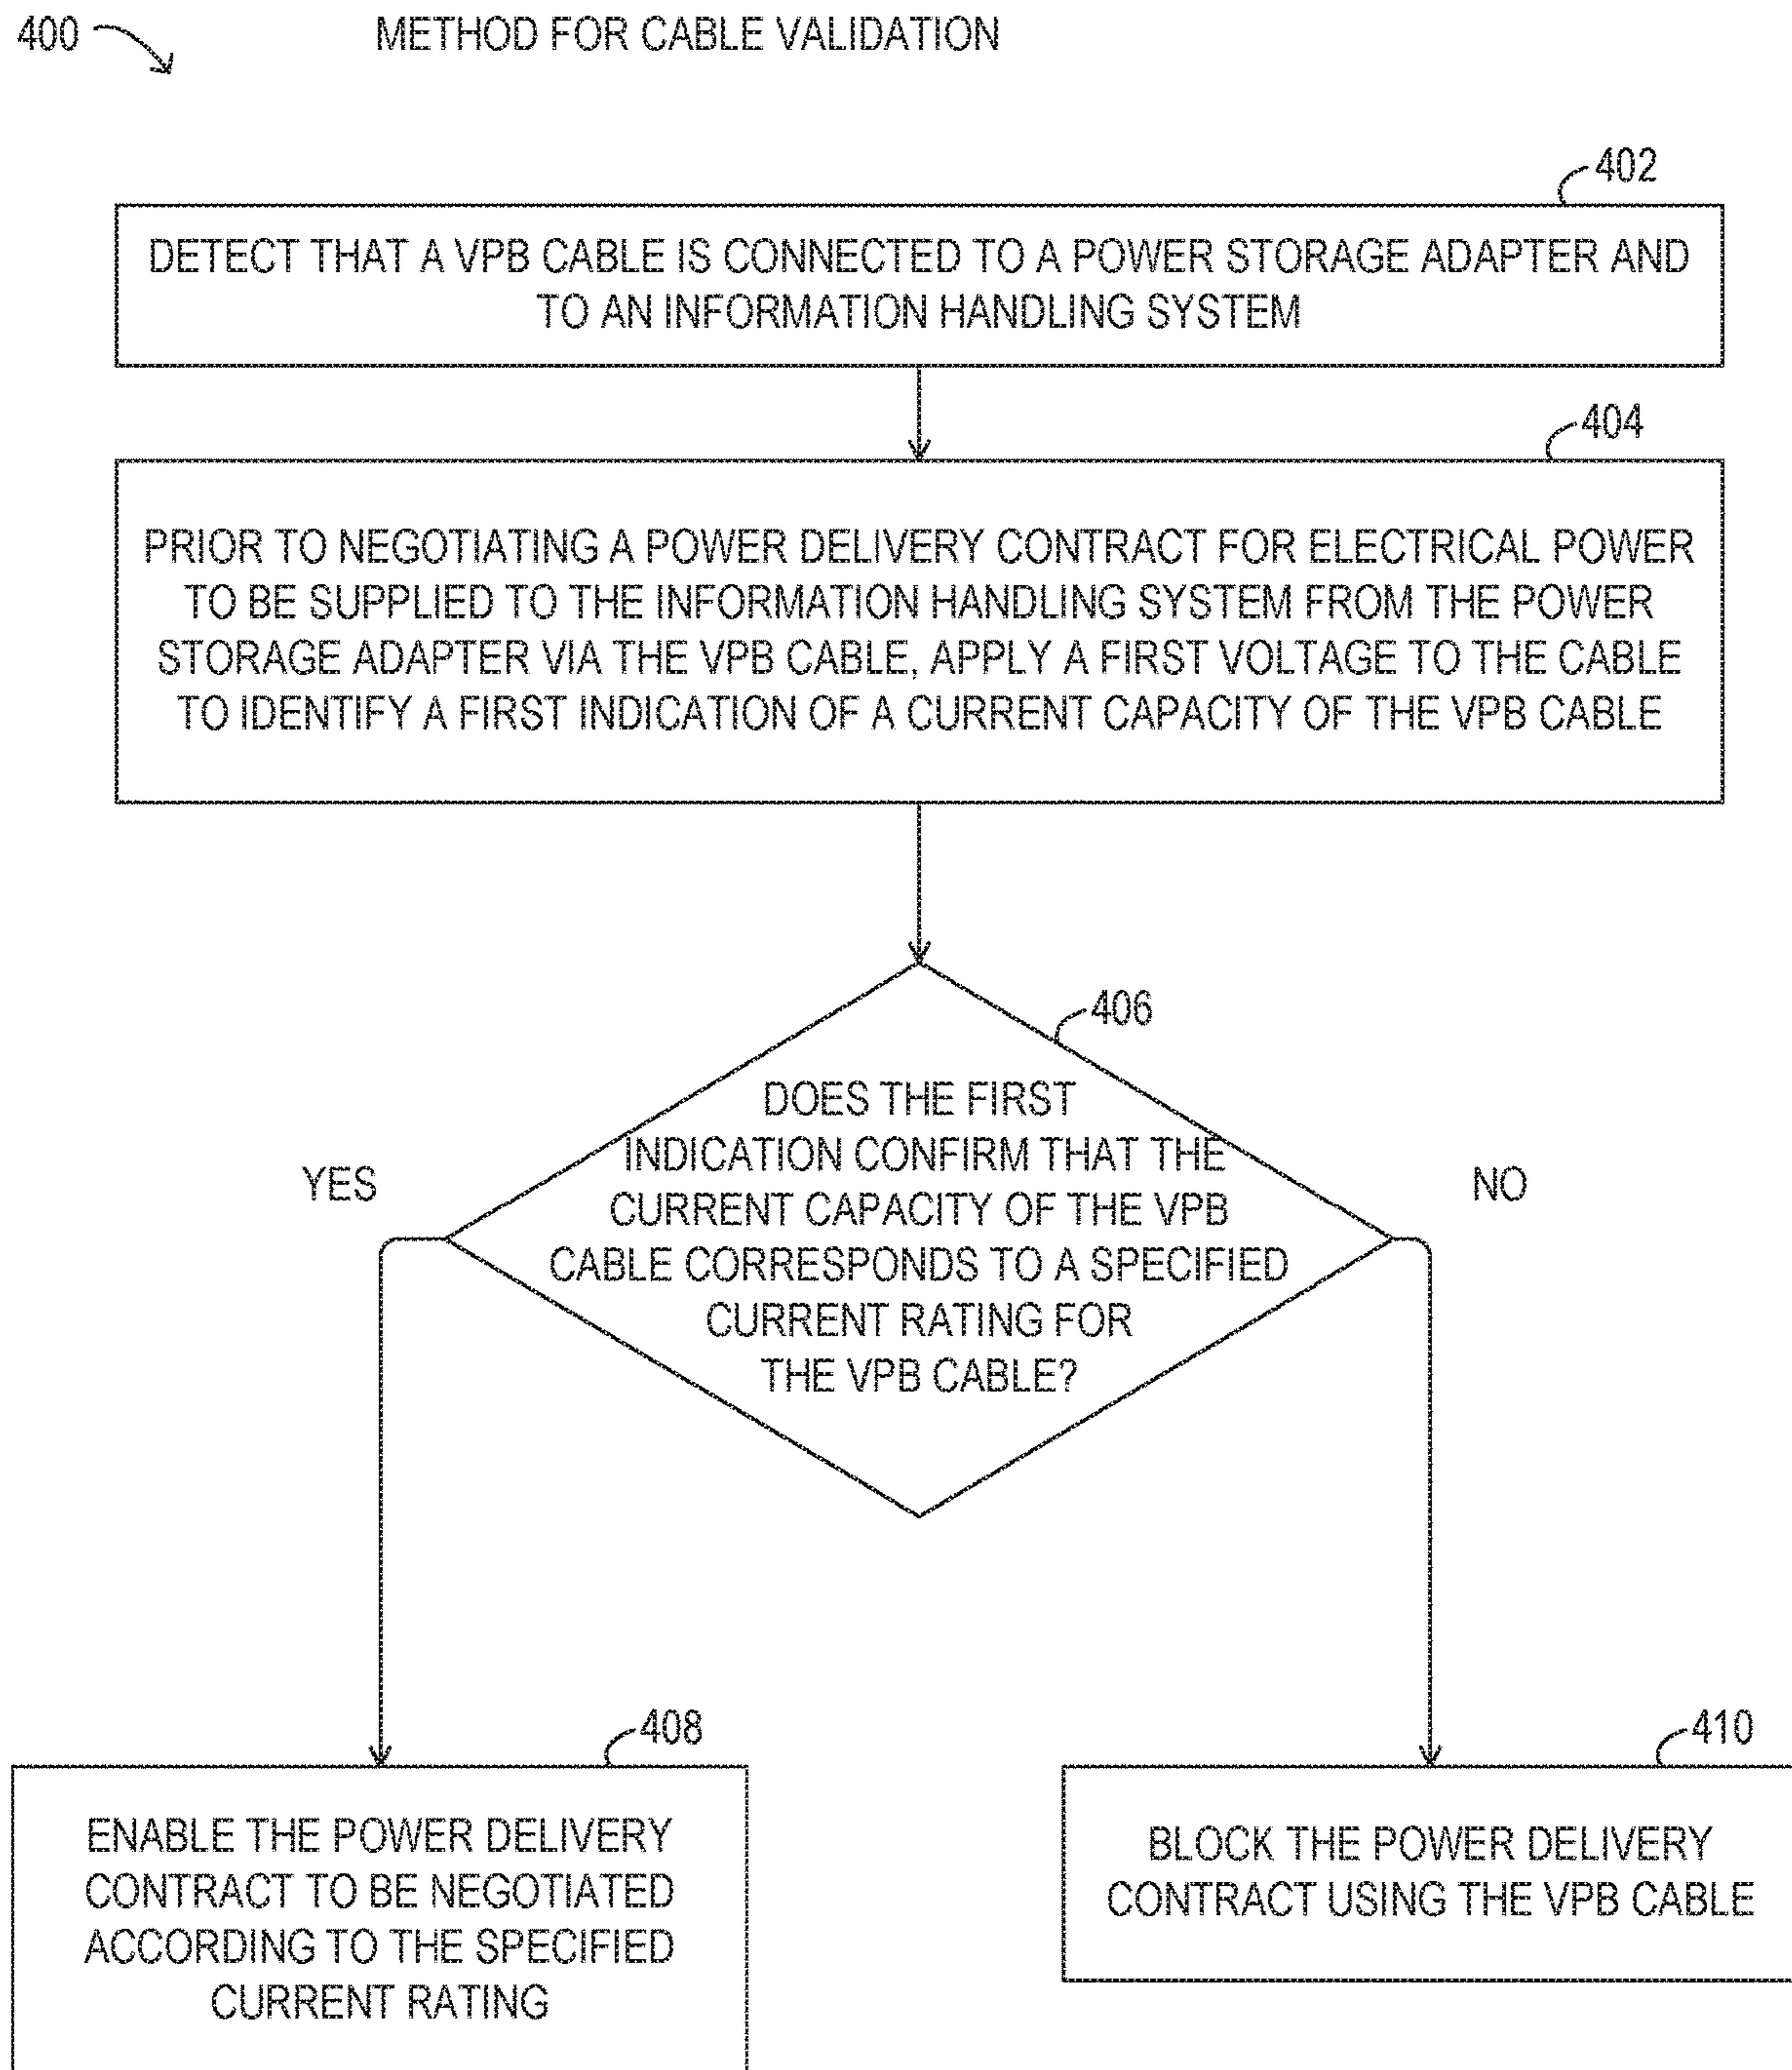 400
METHOD FOR CABLE VALIDATION
402
DETECT THAT A VPB CABLE IS CONNECTED TO A POWER STORAGE ADAPTER AND
TO AN INFORMATION HANDLING SYSTEM
404
PRIOR TO NEGOTIATING A POWER DELIVERY CONTRACT FOR ELECTRICAL POWER
TO BE SUPPLIED TO THE INFORMATION HANDLING SYSTEM FROM THE POWER
STORAGE ADAPTER VIA THE VPB CABLE, APPLY A FIRST VOLTAGE TO THE CABLE
TO IDENTIFY A FIRST INDICATION OF A CURRENT CAPACITY OF THE VPB CABLE
406
DOES THE FIRST
INDICATION CONFIRM THAT THE
CURRENT CAPACITY OF THE VPB
CABLE CORRESPONDS TO A SPECIFIED
CURRENT RATING FOR
THE VPB CABLE?
YES
NO
408
ENABLE THE POWER DELIVERY
CONTRACT TO BE NEGOTIATED
ACCORDING TO THE SPECIFIED
CURRENT RATING
410
BLOCK THE POWER DELIVERY
CONTRACT USING THE VPB CABLE